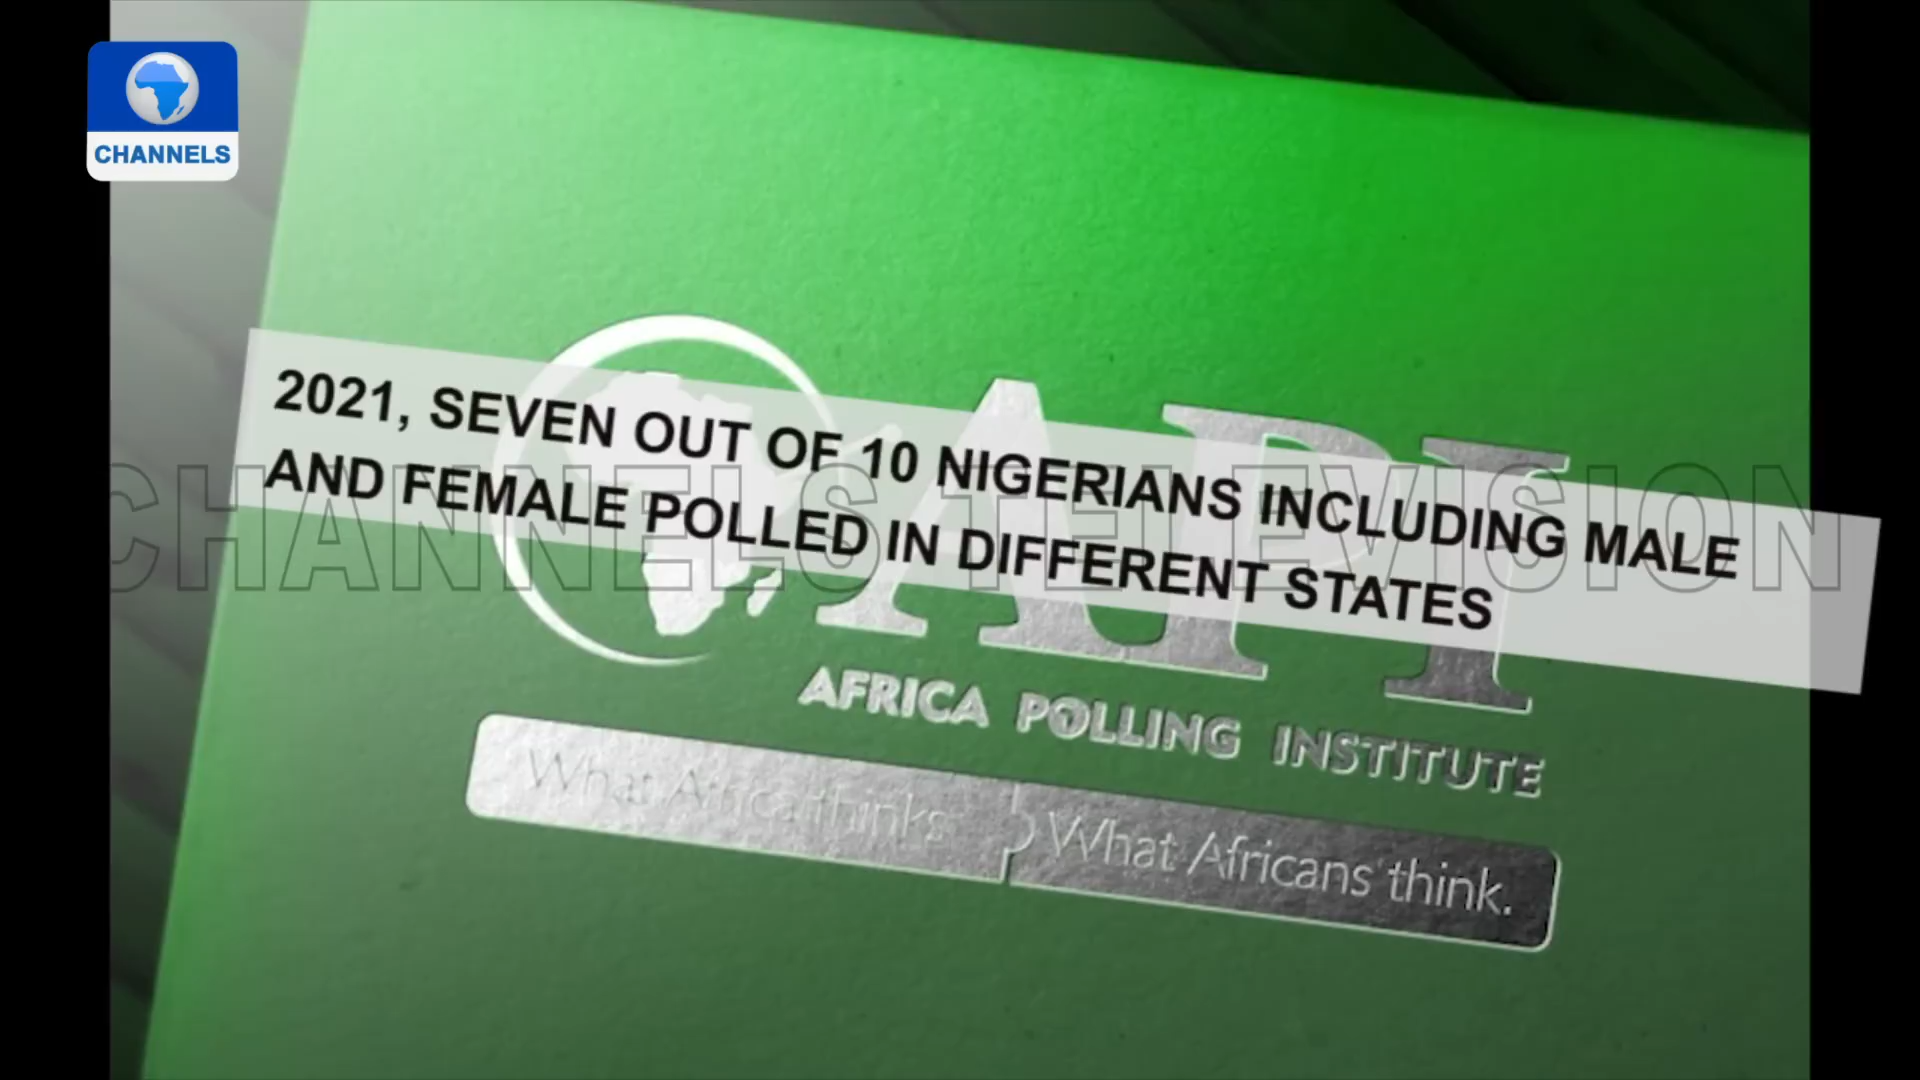 CHANNELS
2021, SEVEN OUT OF 10 NIGERIANS INCLUDING MALE
AND FEMALE POLLED IN DIFFERENT STATES
CHANNELS TELEVISION
API
AFRICA POLLING INSTITUTE
What Africa thinks
What Africans think.